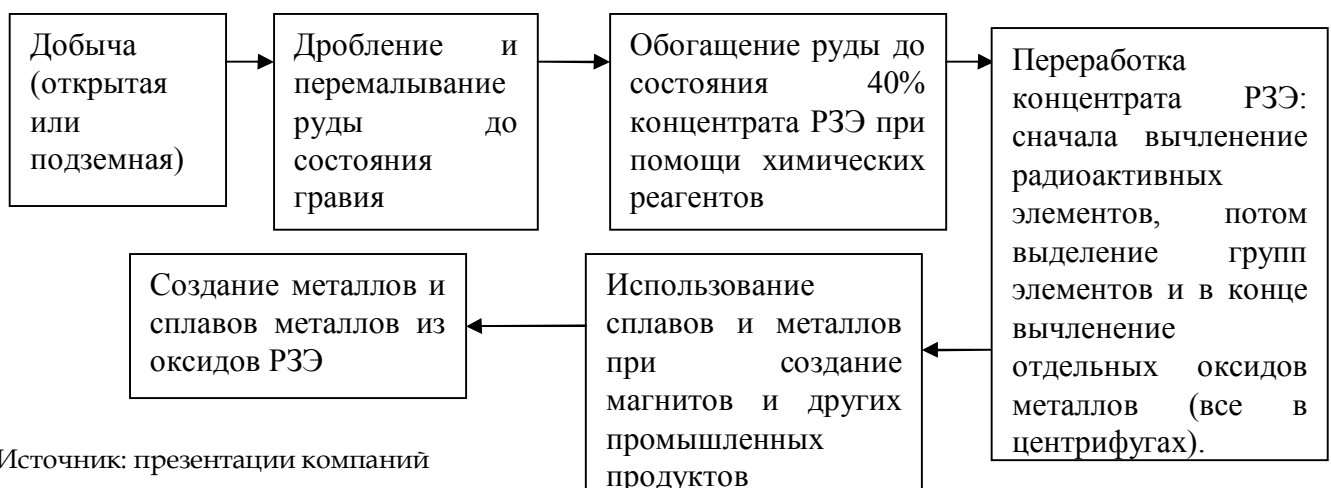 Добыча
(открытая
или
подземная)
Дробление и
перемалывание
руды до
состояния
гравия
Обогащение руды до
состояния 40%
концентрата РЗЭ при
помощи химических
реагентов
Переработка
концентрата РЗЭ:
сначала вычленение
радиоактивных
элементов, потом
выделение групп
элементов и в конце
вычленение
отдельных оксидов
металлов (все в
центрифугах).
Использование
сплавов и металлов
при создание
магнитов и других
промышленных
продуктов
Создание металлов и
сплавов металлов из
оксидов РЗЭ
Источник: презентации компаний